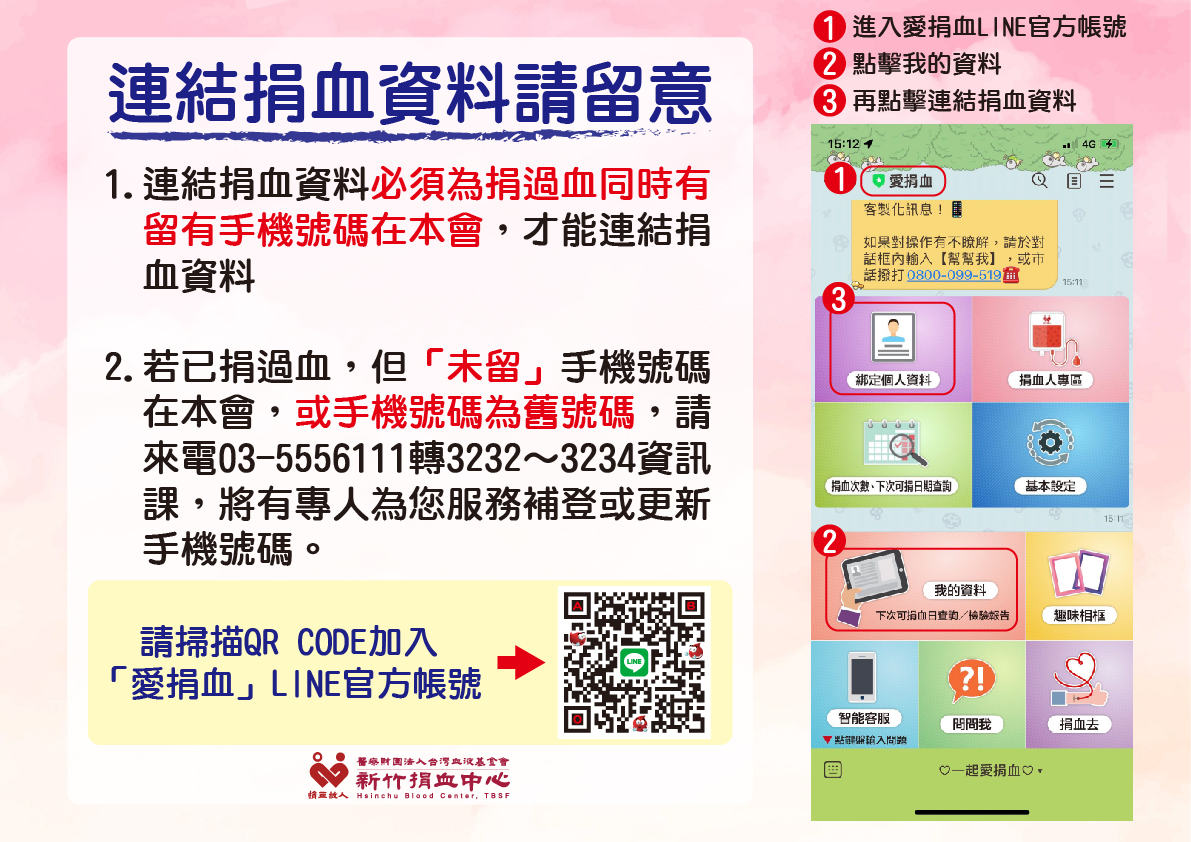 連結捐血資料請留意
1. 連結捐血資料必須為捐過血同時有
留有手機號碼在本會，才能連結捐
血資料
2. 若已捐過血，但「未留」手機號碼
在本會，或手機號碼為舊號碼，請
來電03-5556111轉3232～3234資訊
課，將有專人為您服務補登或更新
手機號碼。
請掃描QR CODE加入
「愛捐血」LINE官方帳號
A
B
C
LINE
醫療財團法人台灣血液基金會
新竹捐血中心
捐血救人 Hsinchu Blood Center, TBSF
1 進入愛捐血LINE官方帳號
2 點擊我的資料
3 再點擊連結捐血資料
15:12
4G
1
愛捐血
客製化訊息！
如果對操作有不瞭解，請於對
話框內輸入【幫幫我】，或市
話撥打0800-099-519
15:11
3
綁定個人資料
捐血人專區
捐血次數、下次可捐日期查詢
基本設定
15:11
2
我的資料
下次可捐血日查詢／檢驗報告
趣味相框
智能客服
▼點鍵盤輸入問題
問問我
捐血去
♡一起愛捐血♡▼